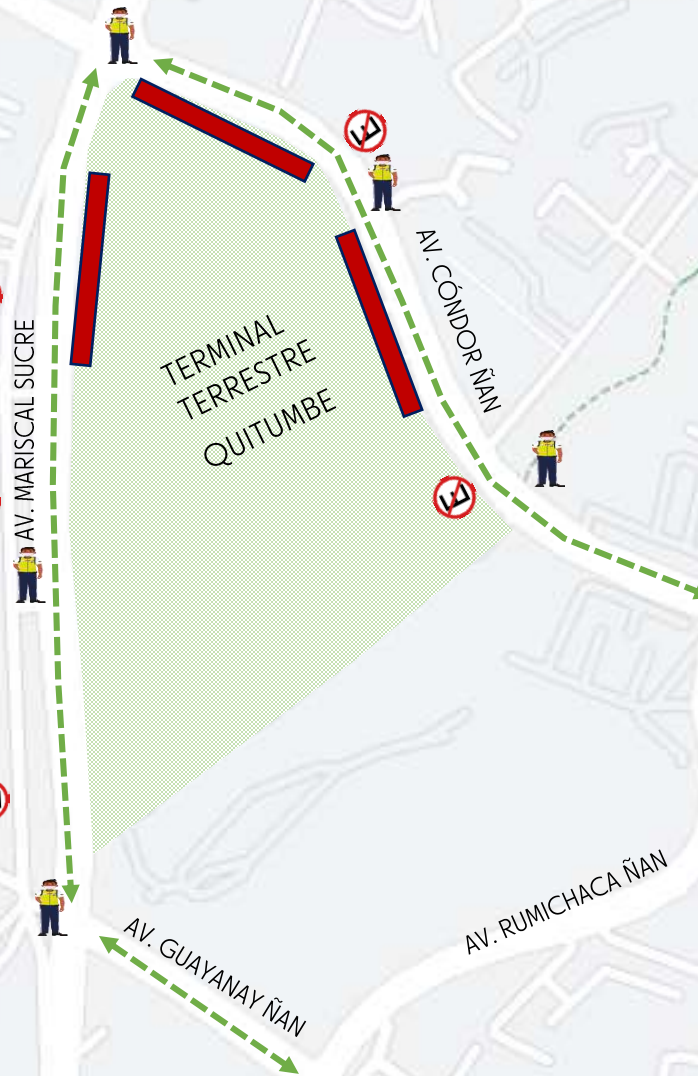 E
AV. CÓNDOR ÑAN
TERMINAL
TERRESTRE
QUITUMBE
AV. MARISCAL SUCRE
E
AV. RUMICHACA ÑAN
AV. GUAYANAY ÑAN